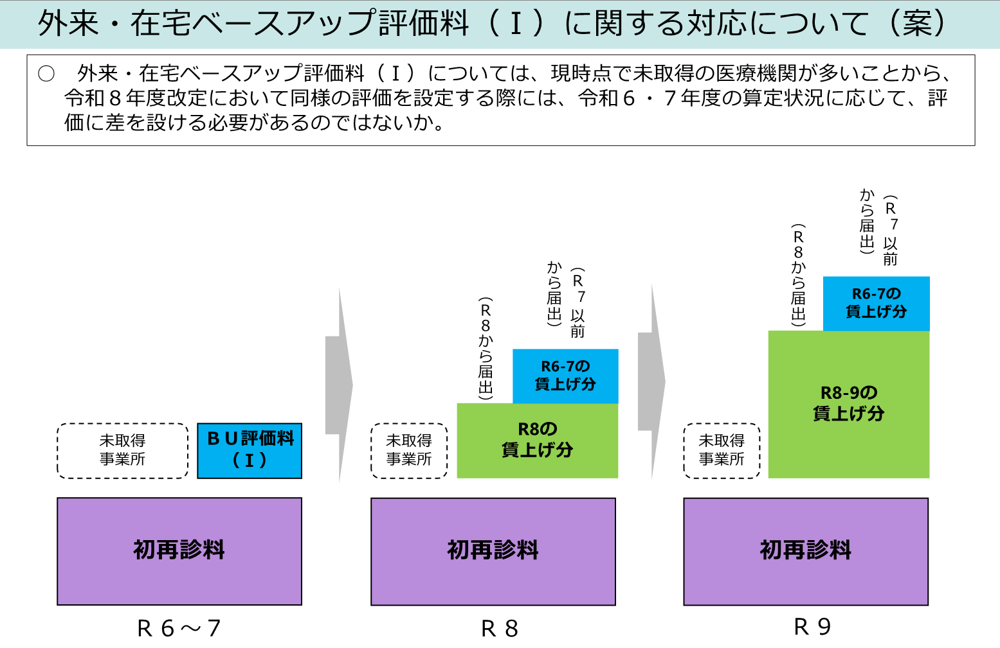 外来・在宅ベースアップ評価料（Ⅰ）に関する対応について（案）
○　外来・在宅ベースアップ評価料（Ⅰ）については、現時点で未取得の医療機関が多いことから、
令和８年度改定において同様の評価を設定する際には、令和６・７年度の算定状況に応じて、評
価に差を設ける必要があるのではないか。
未取得
事業所
ＢＵ評価料
（Ⅰ）
初再診料
Ｒ６～７
（Ｒ８から届出）
（Ｒ７以前
から届出）
R6-7の
賃上げ分
R8の
賃上げ分
未取得
事業所
初再診料
Ｒ８
（Ｒ８から届出）
（Ｒ７以前
から届出）
R6-7の
賃上げ分
R8-9の
賃上げ分
未取得
事業所
初再診料
Ｒ９